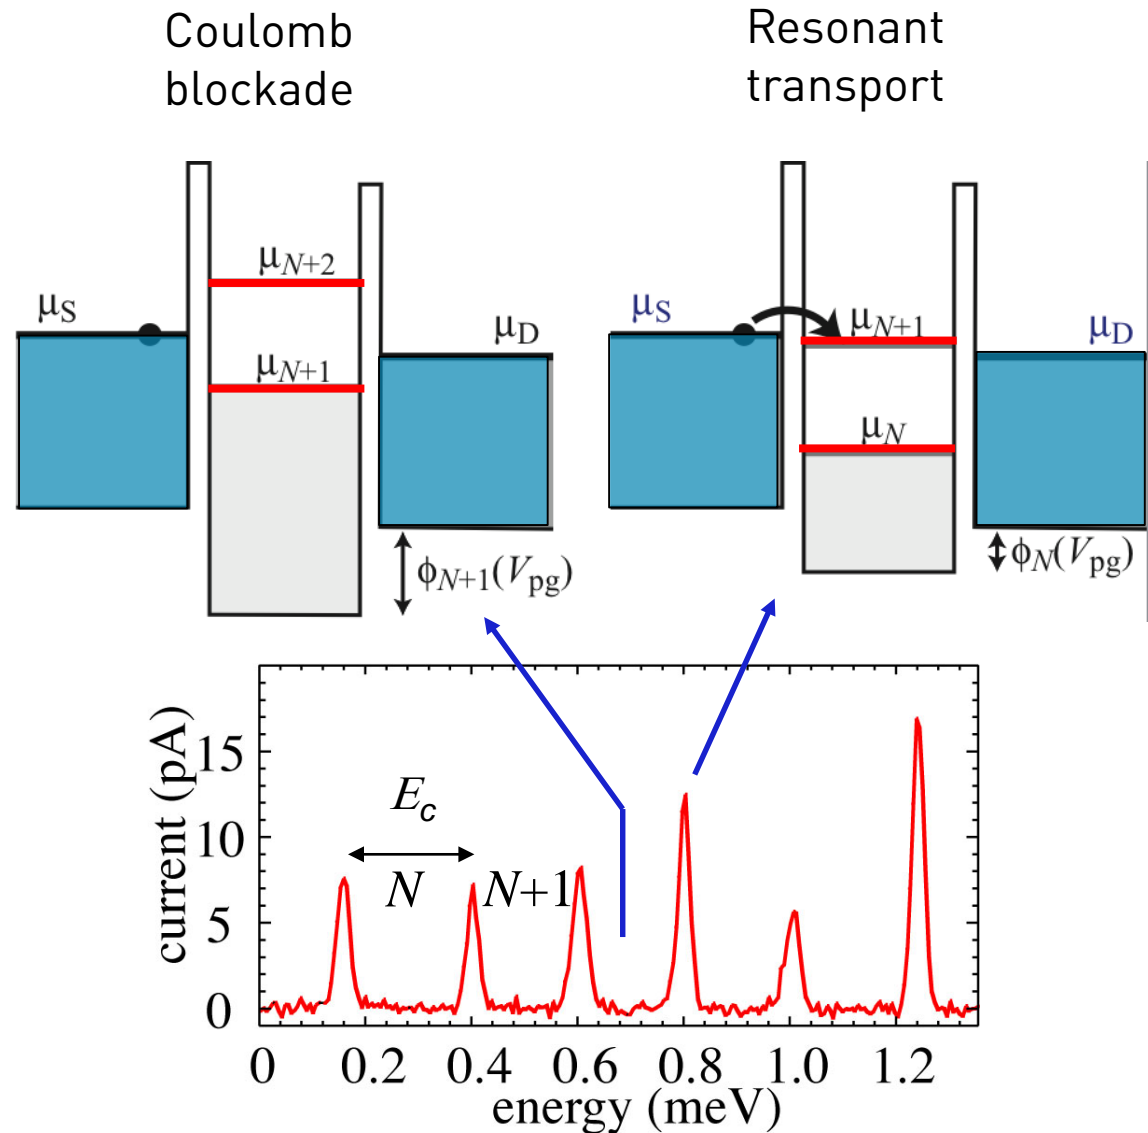 Coulomb
blockade
Resonant
transport
μN+2
μS
μD
μN+1
ϕN+1(Vpg)
μS
μN+1
μD
μN
ϕN(Vpg)
current (pA)
15
10
5
0
Ec
N
N+1
0 0.2 0.4 0.6 0.8 1.0 1.2
energy (meV)